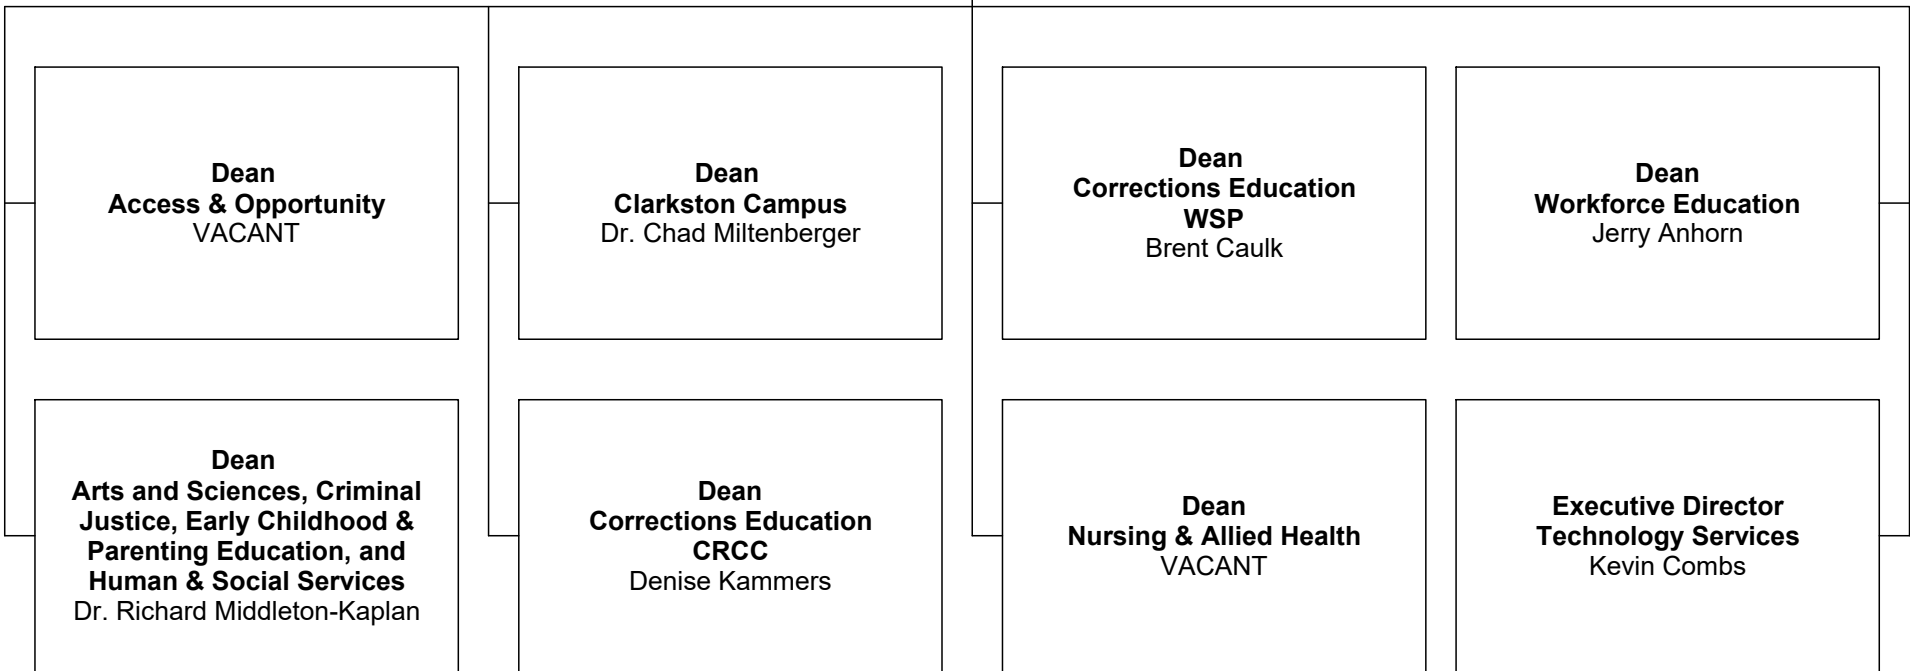 Dean
Access & Opportunity
VACANT
Dean
Clarkston Campus
Dr. Chad Miltenberger
Dean
Corrections Education
WSP
Brent Caulk
Dean
Workforce Education
Jerry Anhorn
Dean
Arts and Sciences, Criminal
Justice, Early Childhood &
Parenting Education, and
Human & Social Services
Dr. Richard Middleton-Kaplan
Dean
Corrections Education
CRCC
Denise Kammers
Dean
Nursing & Allied Health
VACANT
Executive Director
Technology Services
Kevin Combs